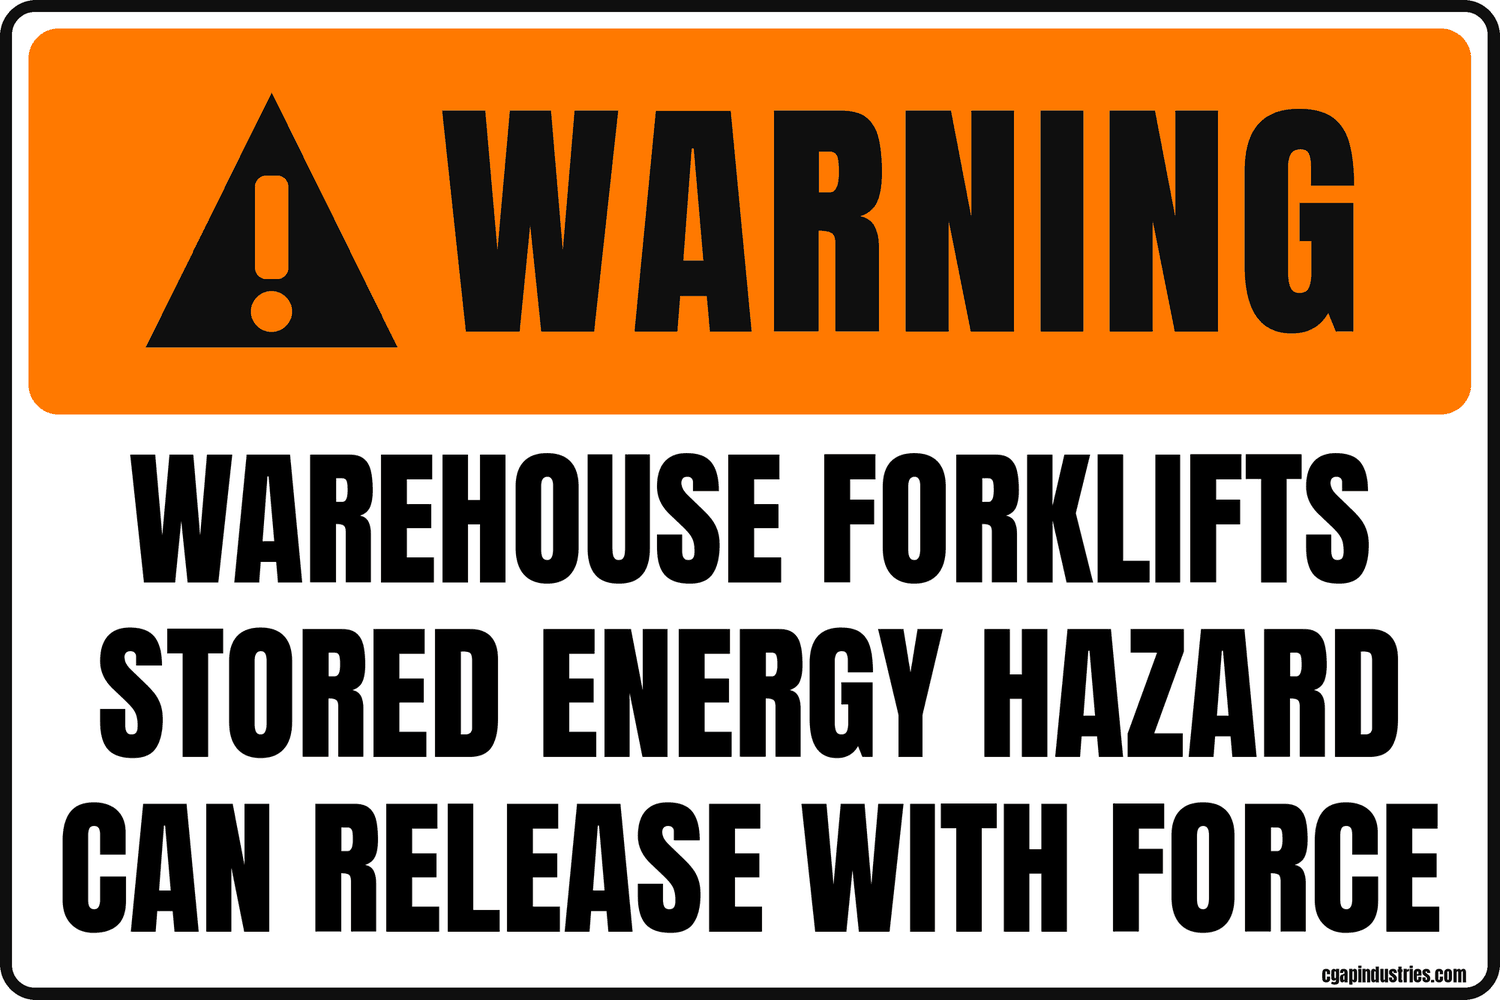 WARNING
WAREHOUSE FORKLIFTS
STORED ENERGY HAZARD
CAN RELEASE WITH FORCE
cgapindustries.com